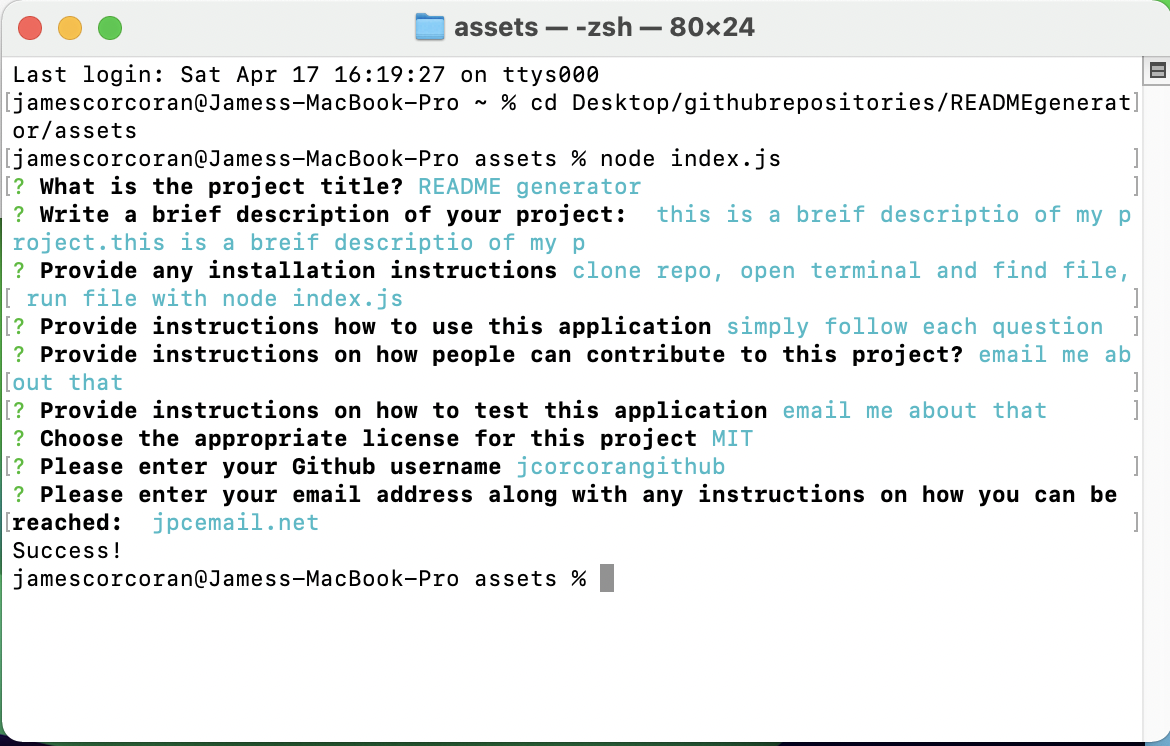 assets — -zsh — 80×24
Last login: Sat Apr 17 16:19:27 on ttys000
[jamescorcoran@Jamess-MacBook-Pro ~ % cd Desktop/githubrepositories/READMEgenerat]
or/assets
[jamescorcoran@Jamess-MacBook-Pro assets % node index.js ]
[? What is the project title? README generator ]
? Write a brief description of your project:  this is a breif descriptio of my p
roject.this is a breif descriptio of my p
? Provide any installation instructions clone repo, open terminal and find file,
[ run file with node index.js ]
[? Provide instructions how to use this application simply follow each question ]
? Provide instructions on how people can contribute to this project? email me ab
[out that ]
[? Provide instructions on how to test this application email me about that ]
? Choose the appropriate license for this project MIT
[? Please enter your Github username jcorcorangithub ]
? Please enter your email address along with any instructions on how you can be
[reached:  jpcemail.net ]
Success!
jamescorcoran@Jamess-MacBook-Pro assets %